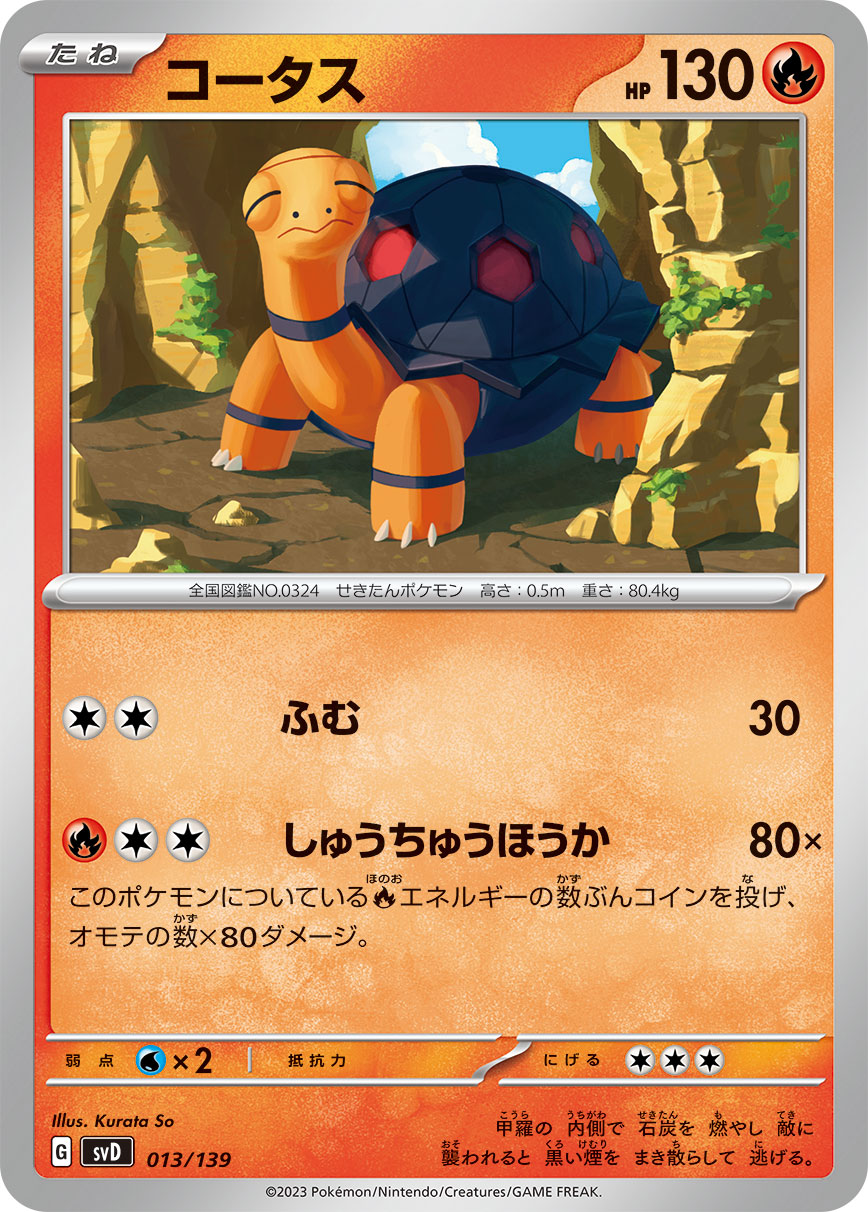 たね
コータス
HP 130
全国図鑑NO.0324 せきたんポケモン 高さ:0.5m 重さ:80.4kg
ふむ 30
しゅうちゅうほうか 80×
このポケモンについている エネルギーの数ぶんコインを投げ、
オモテの数×80ダメージ。
弱点 ×2 抵抗力 にげる
Illus. Kurata So
甲羅の 内側で 石炭を 燃やし 敵に
襲われると 黒い煙を まき散らして 逃げる。
G svD 013/139
©2023 Pokémon/Nintendo/Creatures/GAME FREAK.